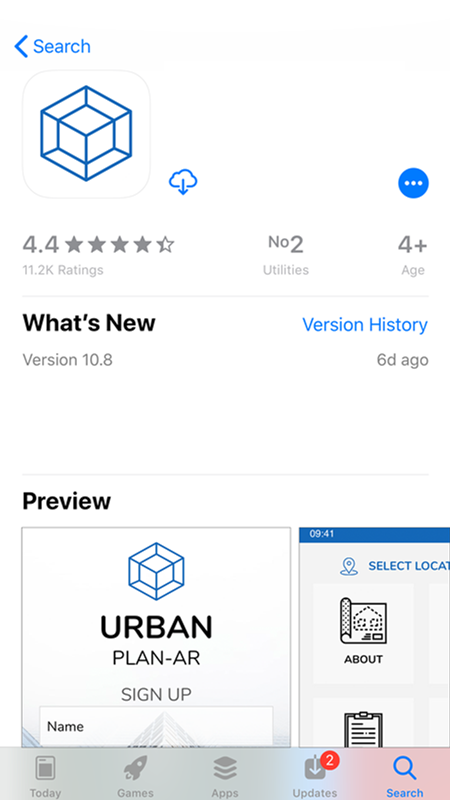 Search
4.4
No2
4+
11.2K Ratings
Utilities
Age
What's New
Version History
Version 10.8
6d ago
Preview
URBAN
PLAN-AR
SIGN UP
Name
09:41
SELECT LOCAT
ABOUT
2
Today
Games
Apps
Updates
Search